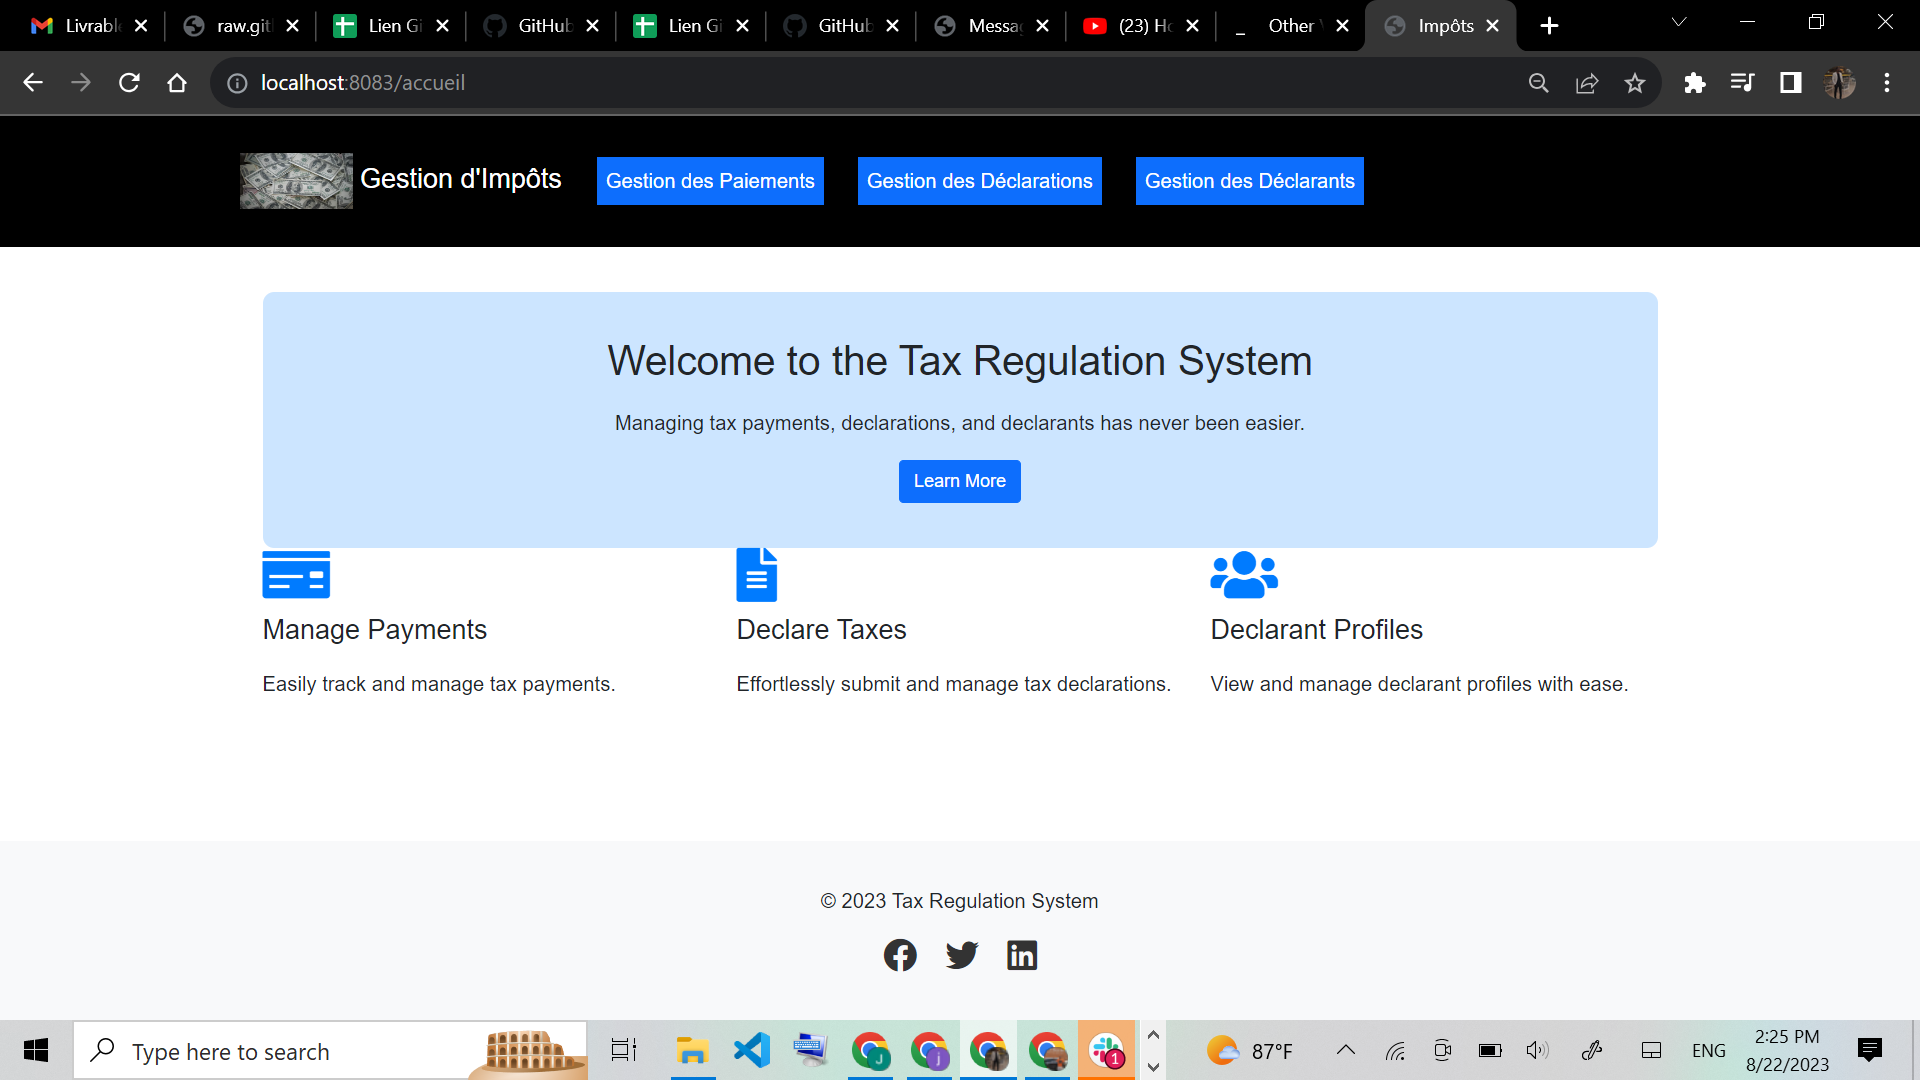 Livrabl
raw.git
Lien Gi
GitHub
Lien Gi
GitHub
Messag
(23) Ho
Other
Impôts
localhost:8083/accueil
Gestion d'Impôts
Gestion des Paiements
Gestion des Déclarations
Gestion des Déclarants
Welcome to the Tax Regulation System
Managing tax payments, declarations, and declarants has never been easier.
Learn More
Manage Payments
Easily track and manage tax payments.
Declare Taxes
Effortlessly submit and manage tax declarations.
Declarant Profiles
View and manage declarant profiles with ease.
© 2023 Tax Regulation System
Type here to search
J
j
1
87°F
ENG
2:25 PM
8/22/2023